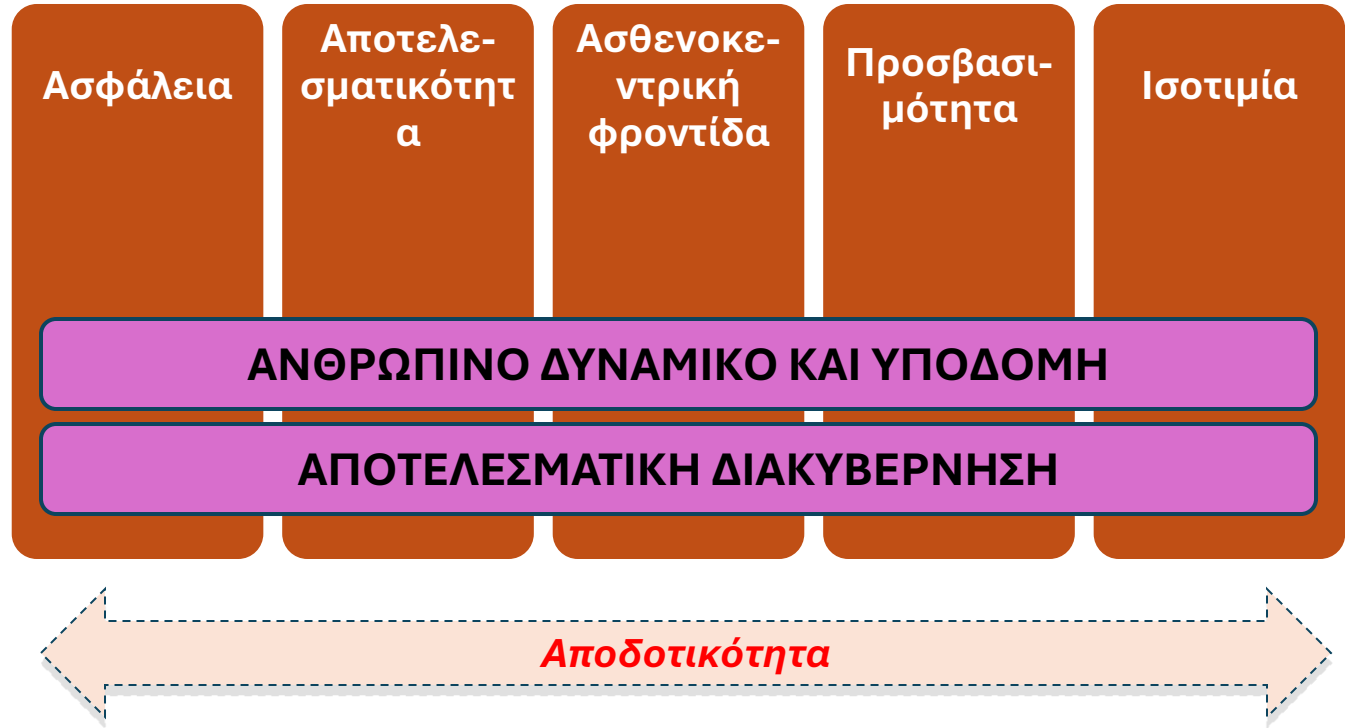 Ασφάλεια
Αποτελε-
σματικότητ
α
Ασθενοκε-
ντρική
φροντίδα
Προσβασι-
μότητα
Ισοτιμία
ΑΝΘΡΩΠΙΝΟ ΔΥΝΑΜΙΚΟ ΚΑΙ ΥΠΟΔΟΜΗ
ΑΠΟΤΕΛΕΣΜΑΤΙΚΗ ΔΙΑΚΥΒΕΡΝΗΣΗ
Αποδοτικότητα